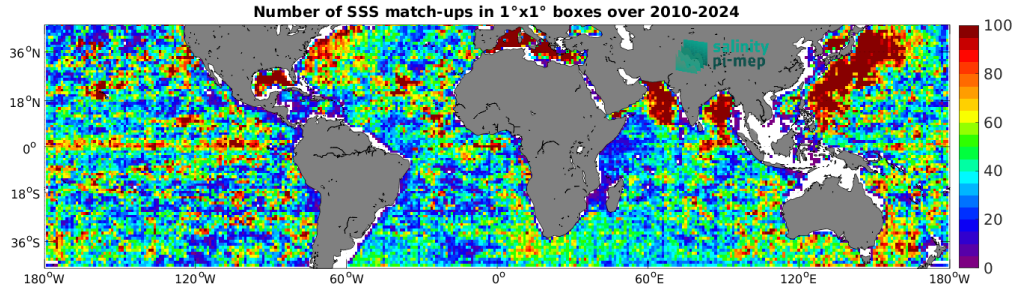 Number of SSS match-ups in 1°x1° boxes over 2010-2024
36°N
18°N
0°
18°S
36°S
180°W
120°W
60°W
0°
60°E
120°E
180°W
salinity
pi-mep
100
80
60
40
20
0